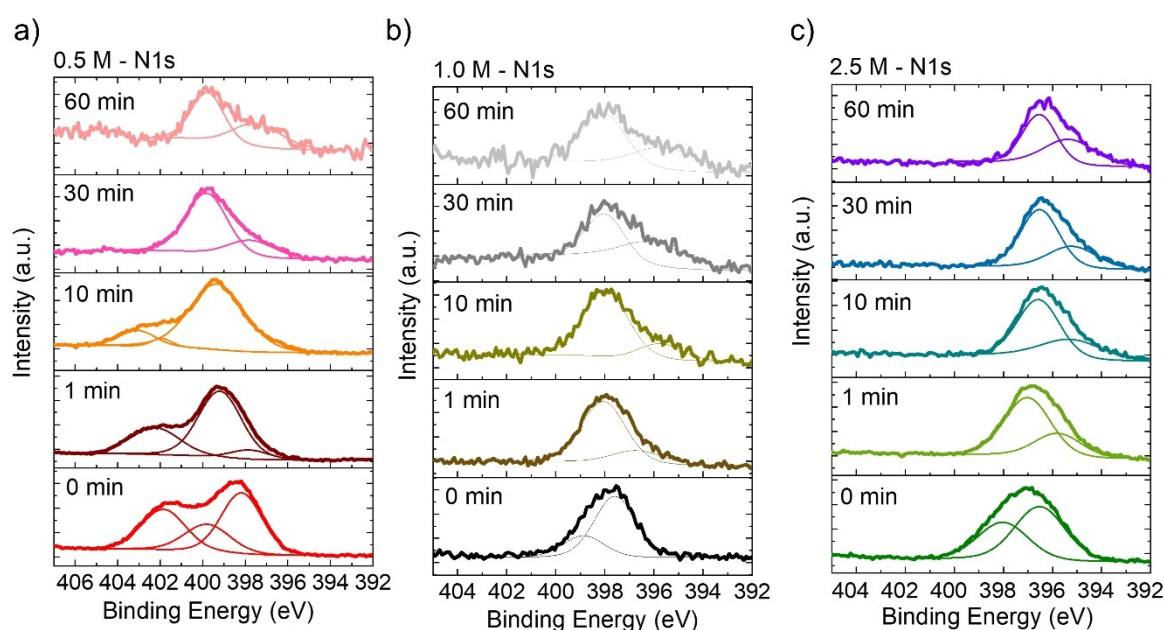 a)
0.5 M - N1s
60 min
30 min
10 min
1 min
0 min
Intensity (a.u.)
406 404 402 400 398 396 394 392
Binding Energy (eV)
b)
1.0 M - N1s
60 min
30 min
10 min
1 min
0 min
Intensity (a.u.)
404 402 400 398 396 394 392
Binding Energy (eV)
c)
2.5 M - N1s
60 min
30 min
10 min
1 min
0 min
Intensity (a.u.)
404 402 400 398 396 394 392
Binding Energy (eV)